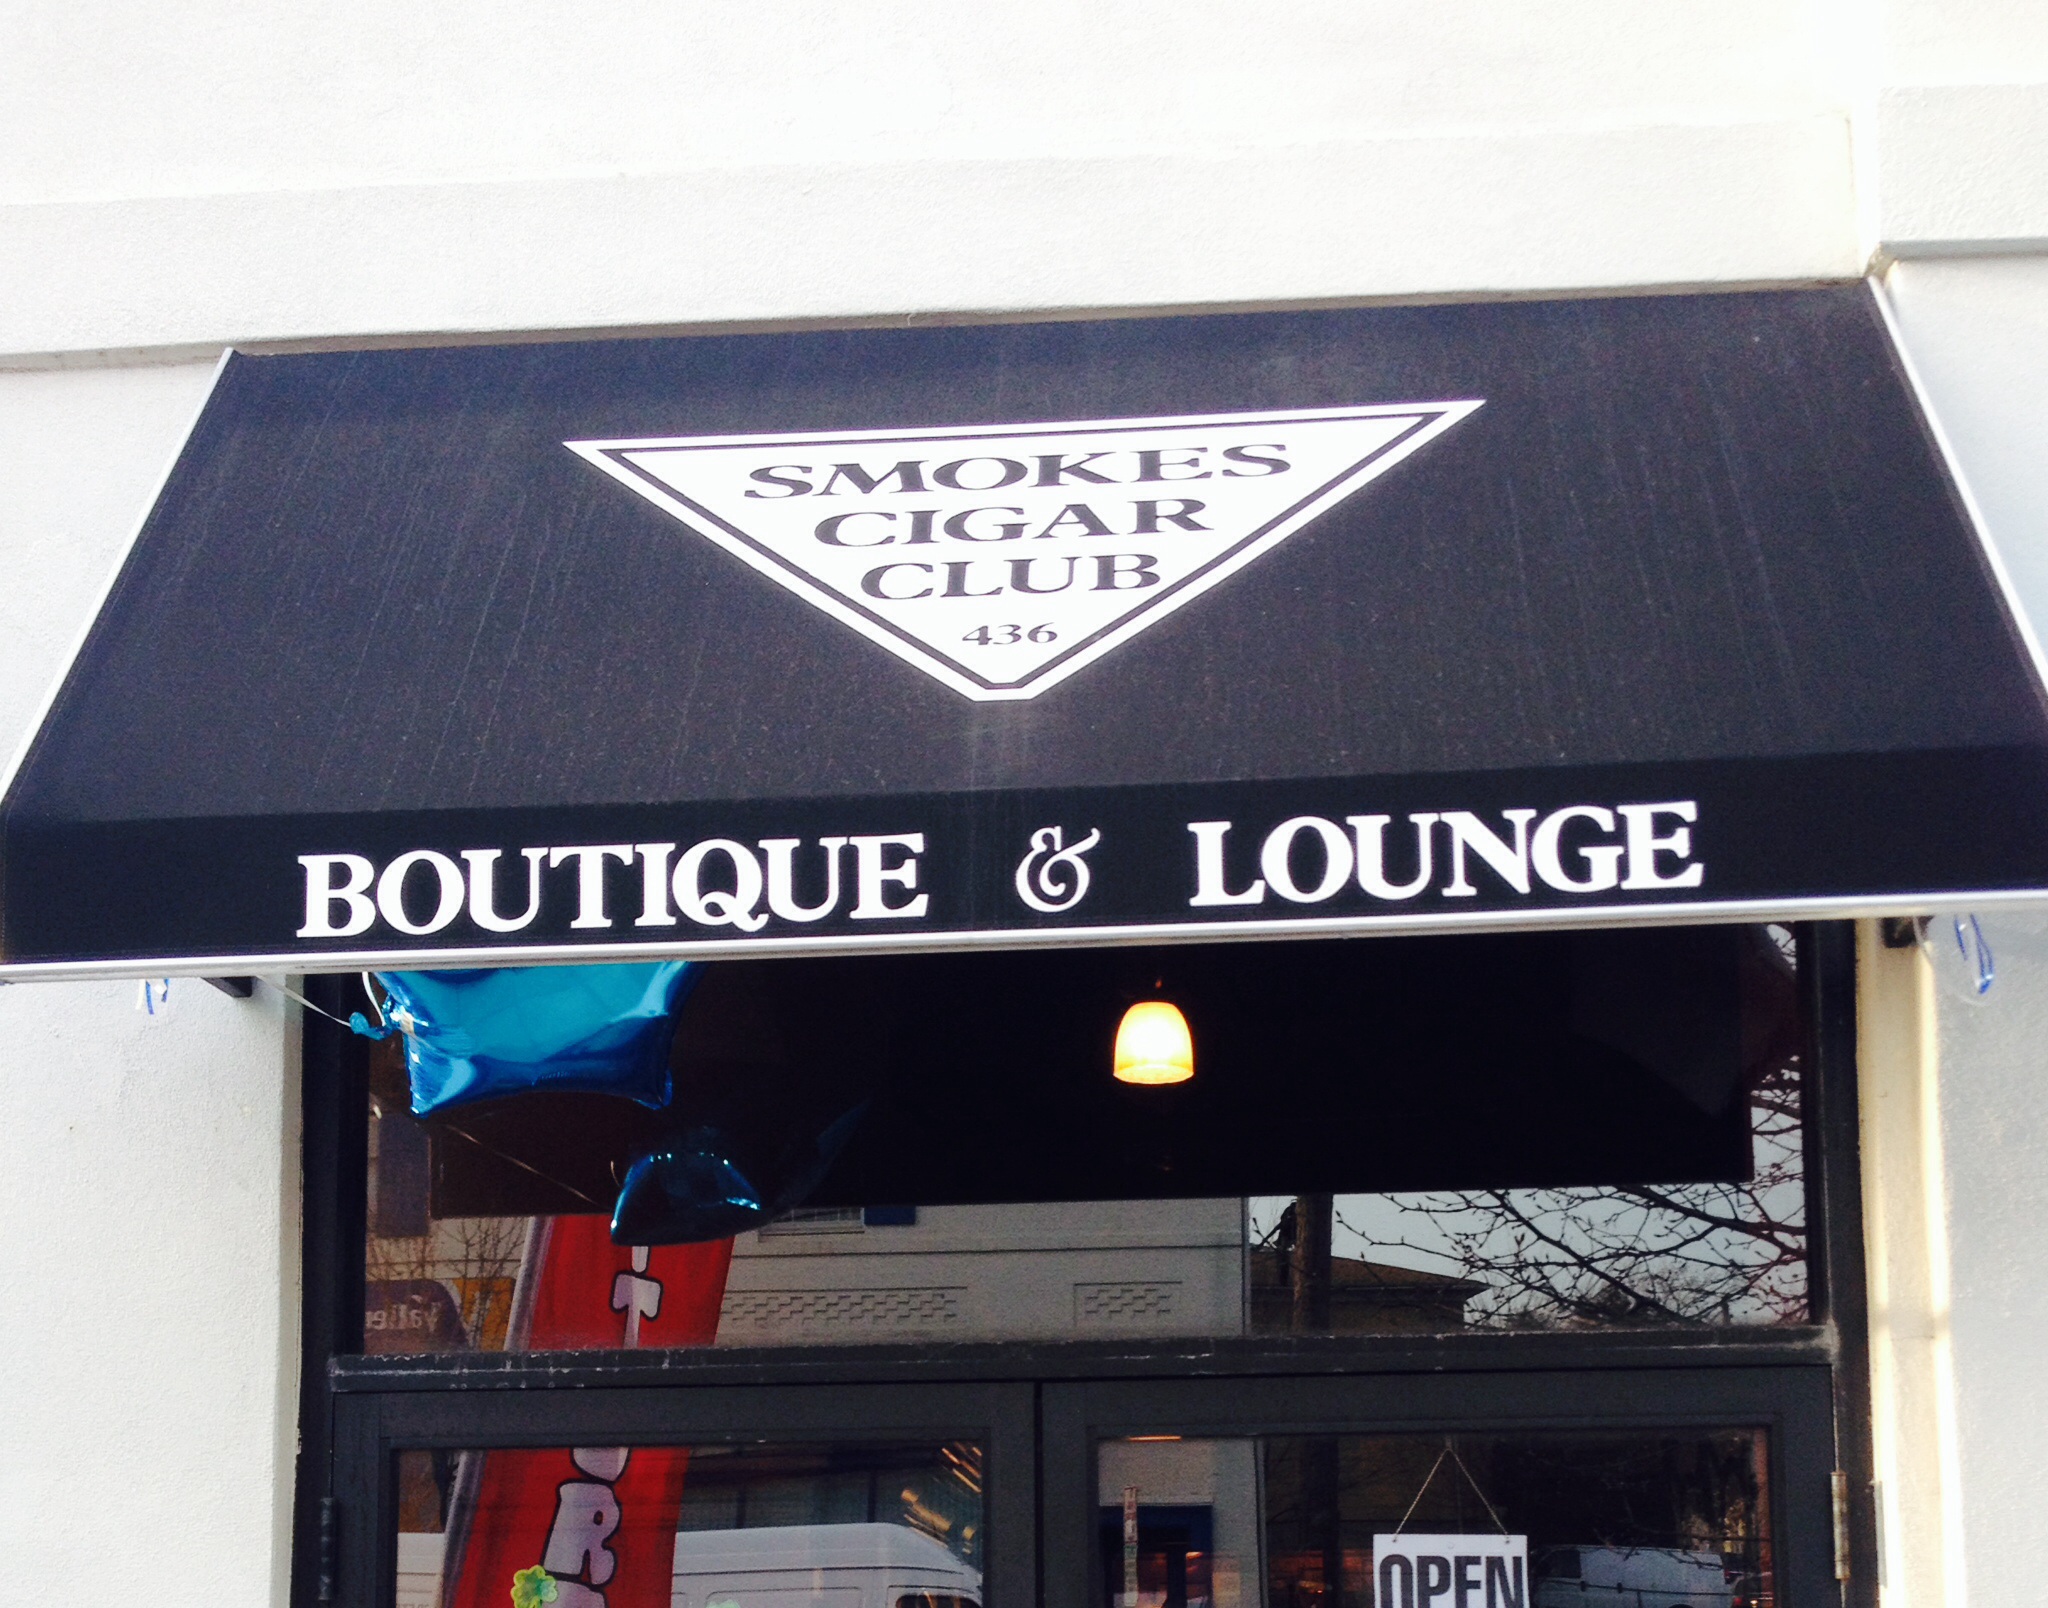 SMOKES
CIGAR
CLUB
436
BOUTIQUE & LOUNGE
OPEN